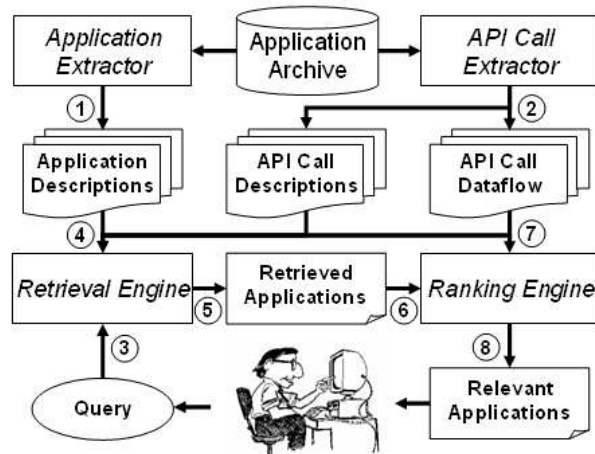 Application
Extractor
Application
Archive
API Call
Extractor
1
2
Application
Descriptions
API Call
Descriptions
API Call
Dataflow
4
7
Retrieval Engine
5
Retrieved
Applications
6
Ranking Engine
3
8
Query
Relevant
Applications